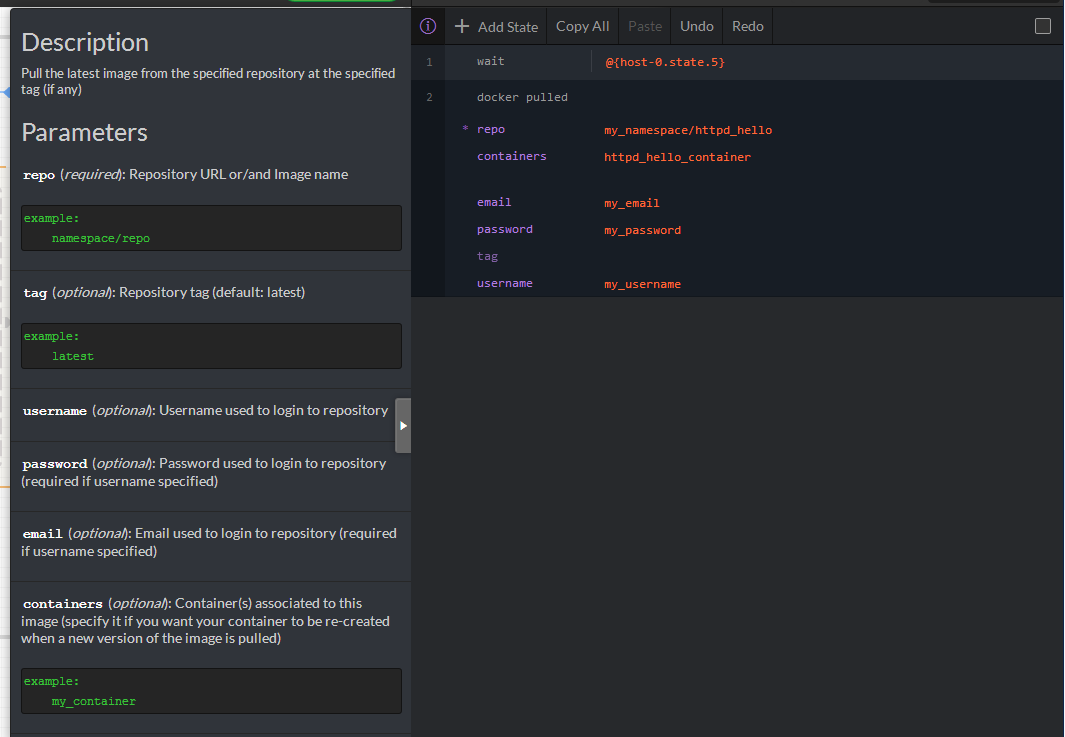 Description
Pull the latest image from the specified repository at the specified
tag (if any)
Parameters
repo (required): Repository URL or/and Image name
example:
namespace/repo
tag (optional): Repository tag (default: latest)
example:
latest
username (optional): Username used to login to repository
password (optional): Password used to login to repository
(required if username specified)
email (optional): Email used to login to repository (required
if username specified)
containers (optional): Container(s) associated to this
image (specify it if you want your container to be re-created
when a new version of the image is pulled)
example:
my_container
+ Add State Copy All Paste Undo Redo
1 wait @{host-0.state.5}
2 docker pulled
* repo my_namespace/httpd_hello
containers httpd_hello_container
email my_email
password my_password
tag
username my_username